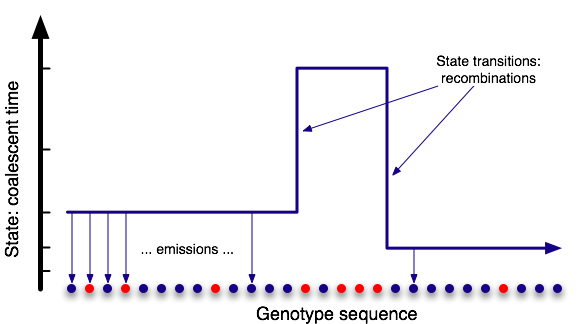 State transitions:
recombinations
State: coalescent time
... emissions ...
Genotype sequence